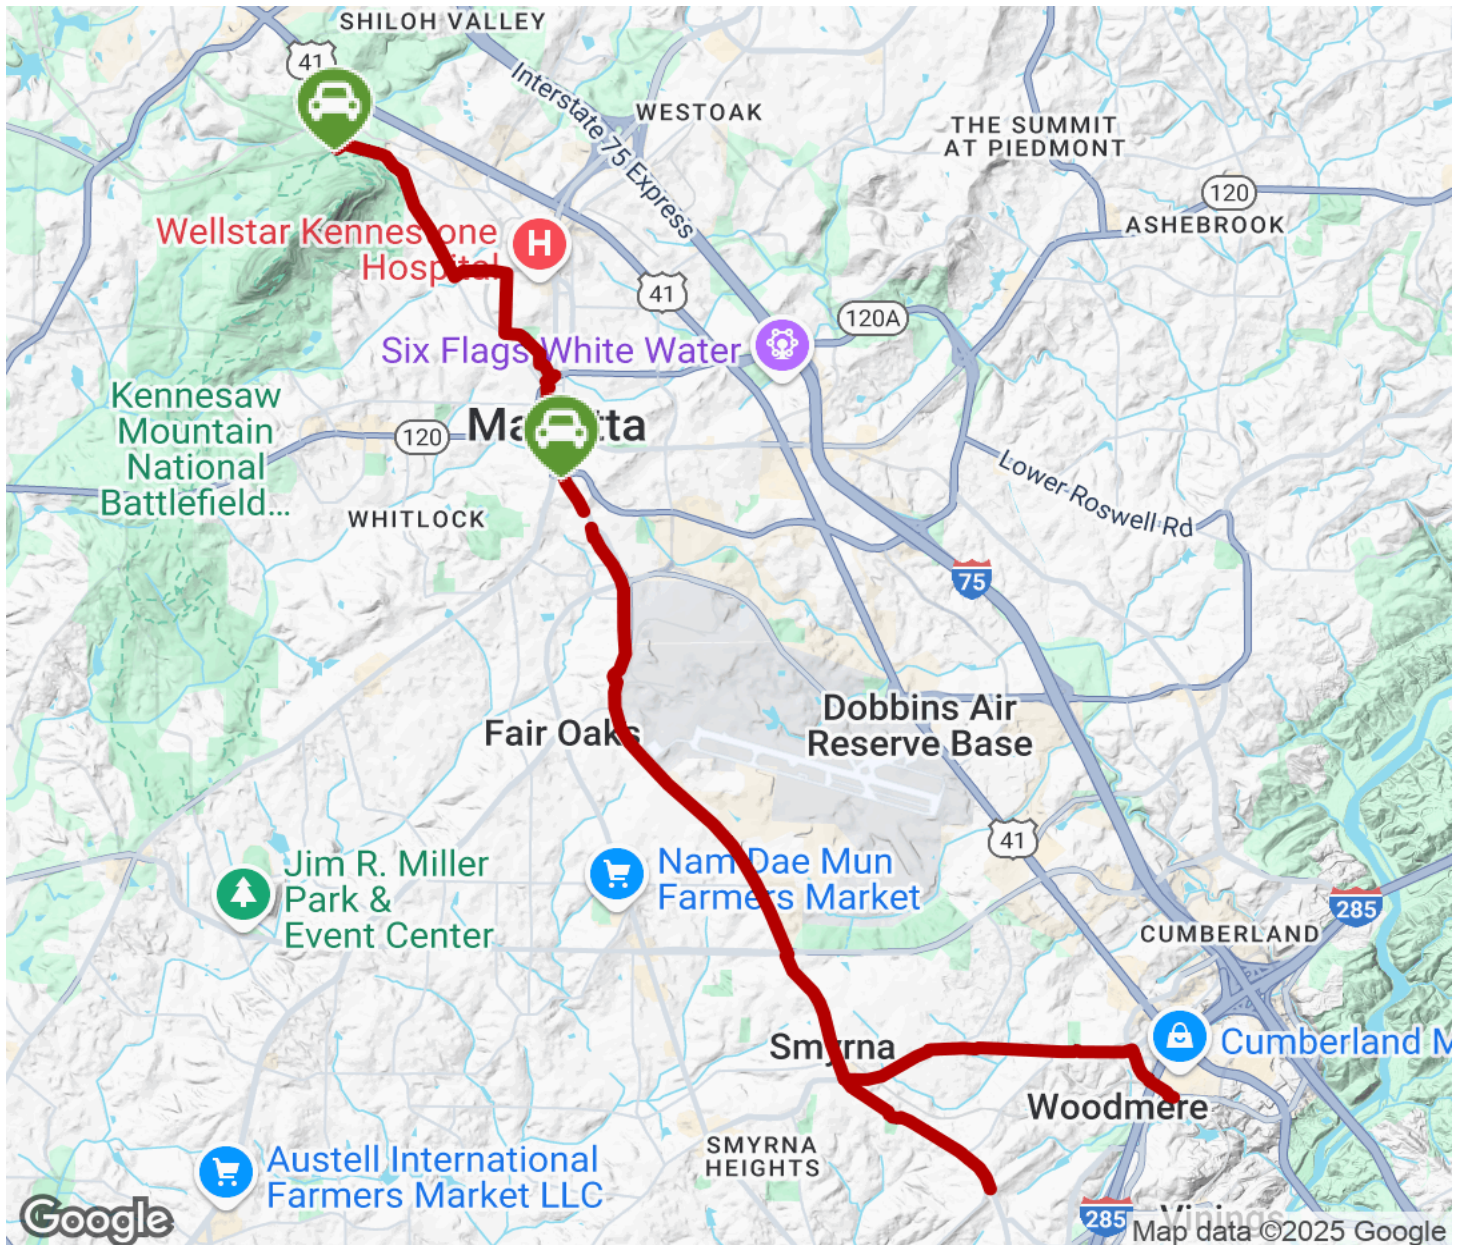 SHILOH VALLEY
41
Interstate 75 Express
WESTOAK
THE SUMMIT
AT PIEDMONT
120
ASHEBROOK
Wellstar Kennestone
Hospital
H
41
120A
Six Flags White Water
Kennesaw
Mountain
National
Battlefield...
120
Lower Roswell Rd
WHITLOCK
75
Fair Oaks
Dobbins Air
Reserve Base
41
Jim R. Miller
Park &
Event Center
Nam Dae Mun
Farmers Market
285
CUMBERLAND
Smyrna
Cumberland M
Woodmere
SMYRNA
HEIGHTS
Austell International
Farmers Market LLC
285
Vinings
Google
Map data ©2025 Google